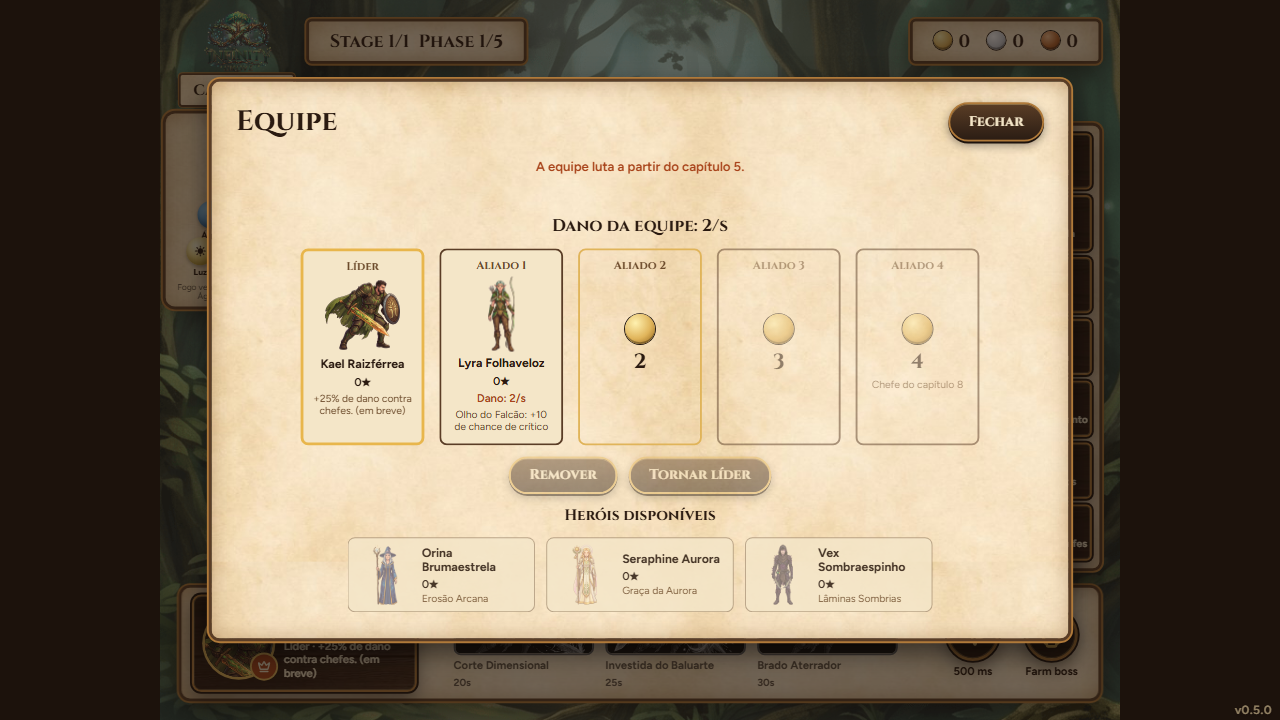 Stage 1/1 Phase 1/5
0 0 0
Equipe
Fechar
A equipe luta a partir do capítulo 5.
Dano da equipe: 2/s
Líder
Kael Raizférrea
0★
+25% de dano contra
chefes. (em breve)
Aliado 1
Lyra Folhaveloz
0★
Dano: 2/s
Olho do Falcão: +10
de chance de crítico
Aliado 2
2
Aliado 3
3
Aliado 4
4
Chefe do capítulo 8
Remover
Tornar líder
Heróis disponíveis
Orina
Brumaestrela
0★
Erosão Arcana
Seraphine Aurora
0★
Graça da Aurora
Vex
Sombraespinho
0★
Lâminas Sombrias
Líder · +25% de dano
contra chefes. (em
breve)
Corte Dimensional
20s
Investida do Baluarte
25s
Brado Aterrador
30s
500 ms
Farm boss
v0.5.0